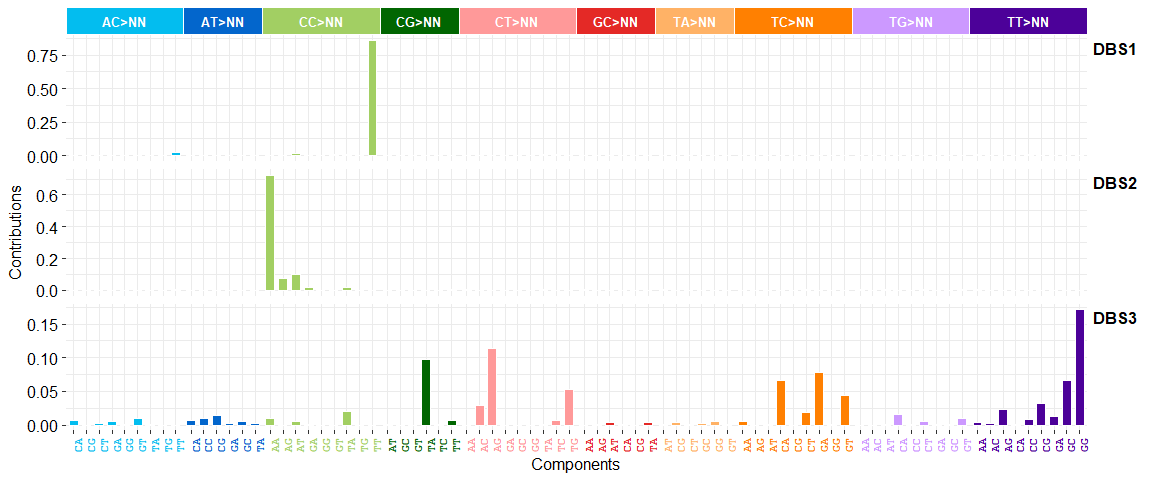 AC>NN AT>NN CC>NN CG>NN CT>NN GC>NN TA>NN TC>NN TG>NN TT>NN
DBS1
0.75
0.50
0.25
0.00
DBS2
0.6
0.4
0.2
0.0
DBS3
0.15
0.10
0.05
0.00
Contributions
CA CG CT GA GG GT TA TG TT CA CC CG GA GC TA AA AG AT GA GG GT TA TG TT AT GC GT TA TC TT AA AC AG GA GC GG TA TC TG AA AG AT CA CG TA AT CG CT GC GG GT AA AG AT CA CG CT GA GG GT AA AC AT CA CC CT GA GC GT AA AC AG CA CC CG GA GC GG
Components